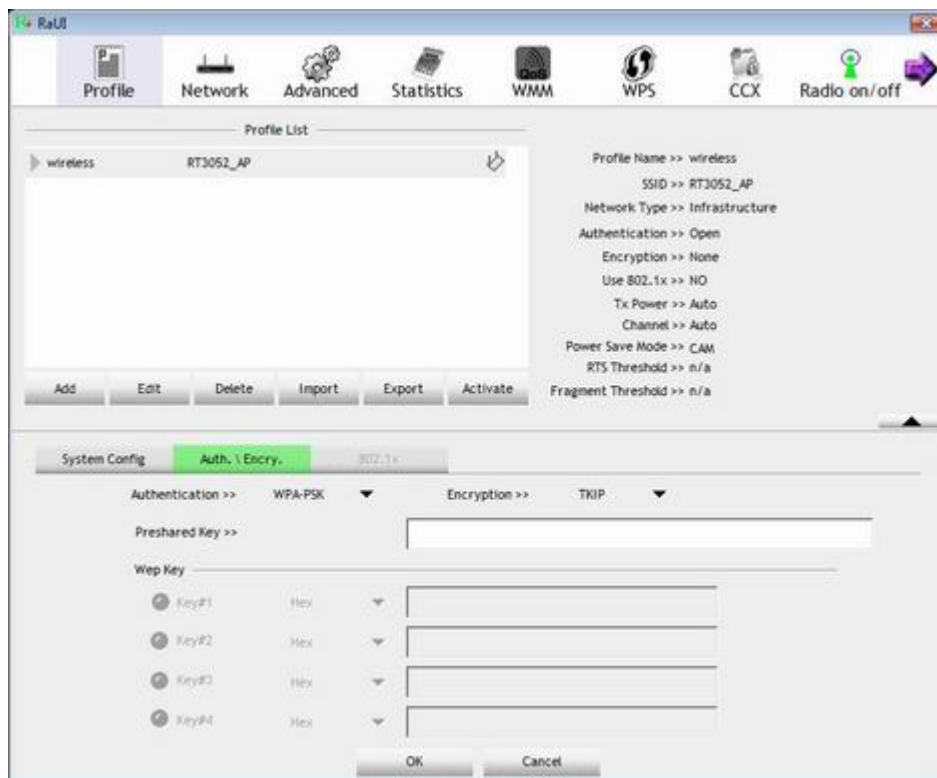 RaUI
Profile Network Advanced Statistics WMM WPS CCX Radio on/off
QoS
Profile List
wireless RT3052_AP
Profile Name >> wireless
SSID >> RT3052_AP
Network Type >> Infrastructure
Authentication >> Open
Encryption >> None
Use 802.1x >> NO
Tx Power >> Auto
Channel >> Auto
Power Save Mode >> CAM
RTS Threshold >> n/a
Fragment Threshold >> n/a
Add Edit Delete Import Export Activate
System Config Auth. \ Encry. 802.1x
Authentication >> WPA-PSK Encryption >> TKIP
Preshared Key >>
Wep Key
Key#1 Hex
Key#2 Hex
Key#3 Hex
Key#4 Hex
OK Cancel